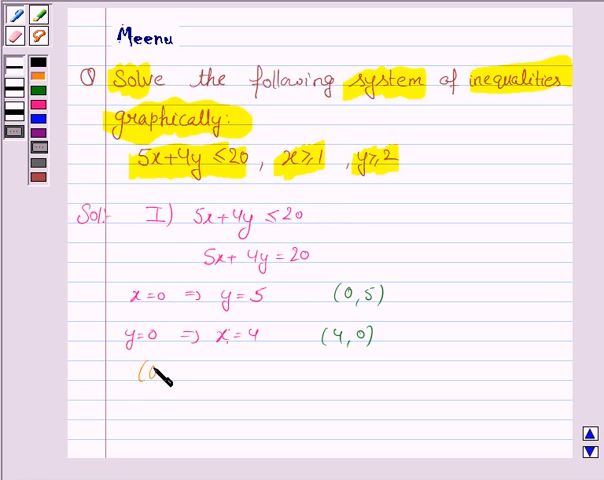 Meenu
Q Solve the following system of inequalities
graphically:
5x+4y ≤ 20 , x ≥ 1 , y ≥ 2
Sol:- I) 5x+4y ≤ 20
5x+4y = 20
x=0 ⇒ y=5 (0,5)
y=0 ⇒ x=4 (4,0)
(0